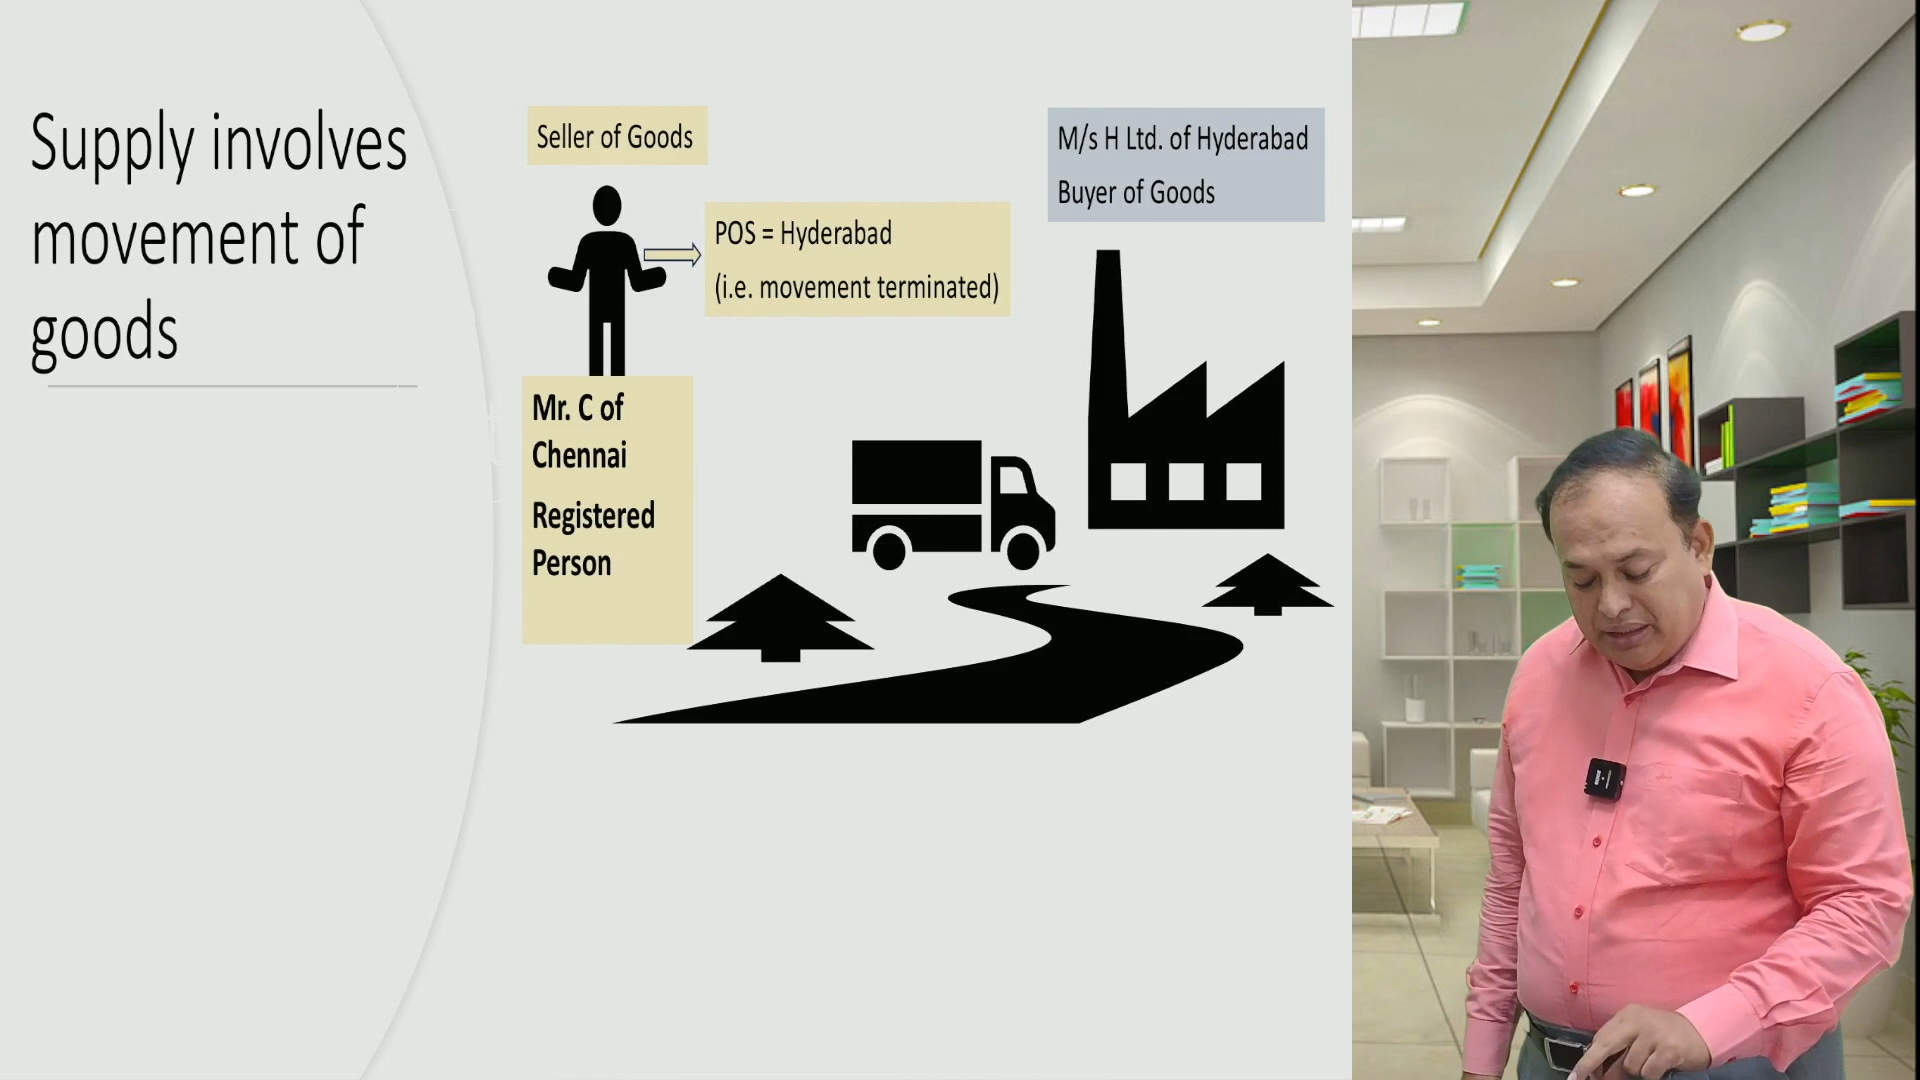 Supply involves
movement of
goods
Seller of Goods
POS = Hyderabad
(i.e. movement terminated)
M/s H Ltd. of Hyderabad
Buyer of Goods
Mr. C of
Chennai
Registered
Person